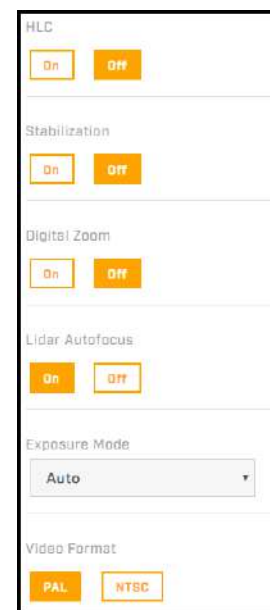 HLC
On Off
Stabilization
On Off
Digital Zoom
On Off
Lidar Autofocus
On Off
Exposure Mode
Auto
Video Format
PAL NTSC